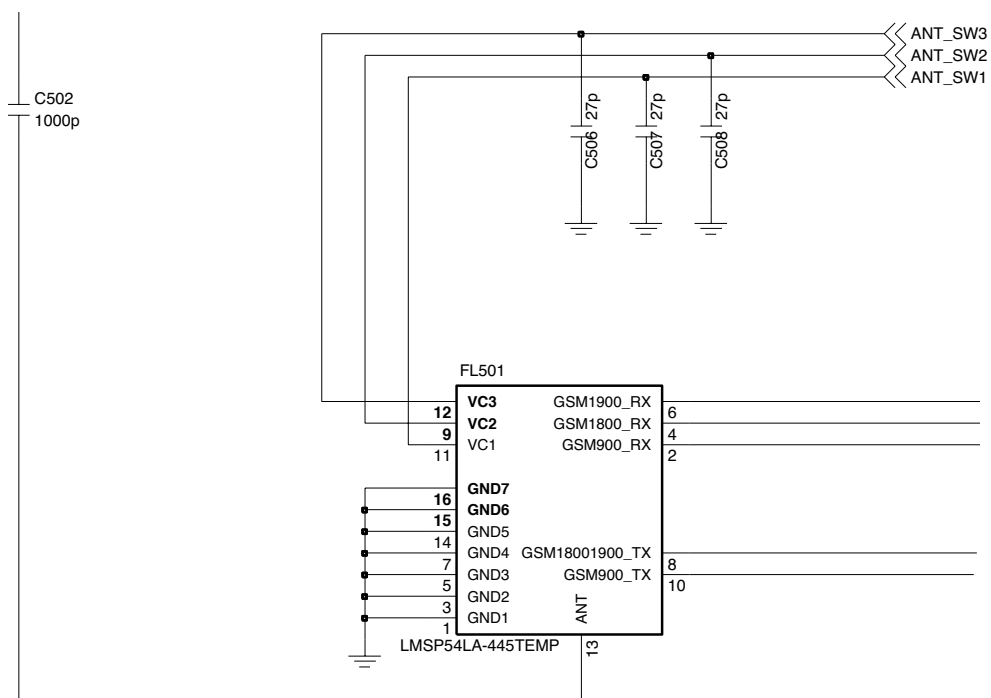 ANT_SW3
ANT_SW2
ANT_SW1
C502
1000p
C506 27p
C507 27p
C508 27p
FL501
VC3 GSM1900_RX
12 6
VC2 GSM1800_RX
9 4
VC1 GSM900_RX
11 2
GND7
16
GND6
15
GND5
14
GND4 GSM18001900_TX
7 8
GND3 GSM900_TX
5 10
GND2
3
GND1 ANT
1
LMSP54LA-445TEMP 13